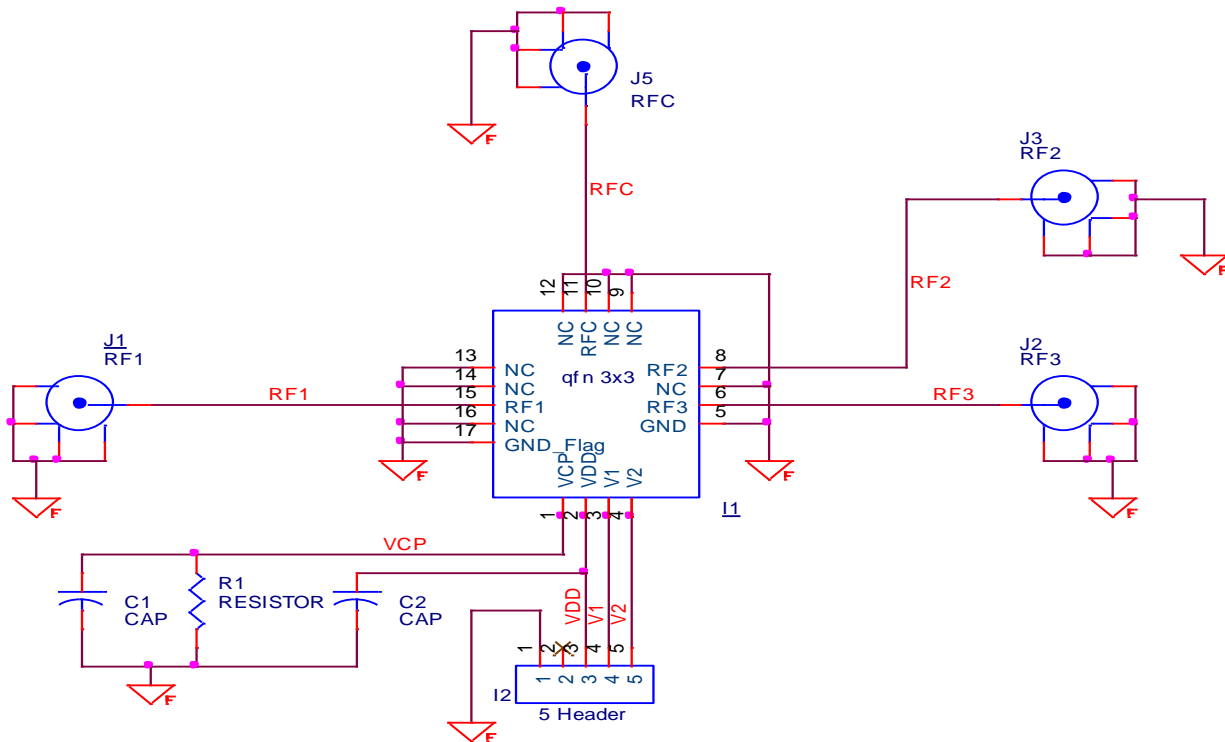 J5
RFC
F
J3
RF2
RFC
F
12
11
10
9
RF2
NC
RFC
NC
NC
J1
RF1
13
NC
qfn 3x3
RF2
8
J2
RF3
14
NC
NC
7
RF1
15
RF1
RF3
6
RF3
16
NC
GND
5
17
GND_Flag
F
F
VCP
VDD
V1
V2
F
F
1
2
3
4
I1
VCP
R1
RESISTOR
C1
CAP
C2
CAP
VDD
V1
V2
1
2
3
4
5
F
I2
1
2
3
4
5
5 Header
F